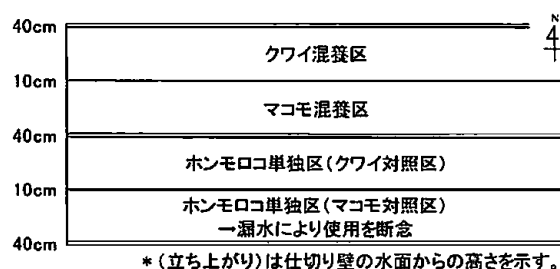 40cm
N
クワイ混養区
10cm
マコモ混養区
40cm
ホンモロコ単独区(クワイ対照区)
10cm
ホンモロコ単独区(マコモ対照区)
→漏水により使用を断念
40cm
*(立ち上がり)は仕切り壁の水面からの高さを示す。